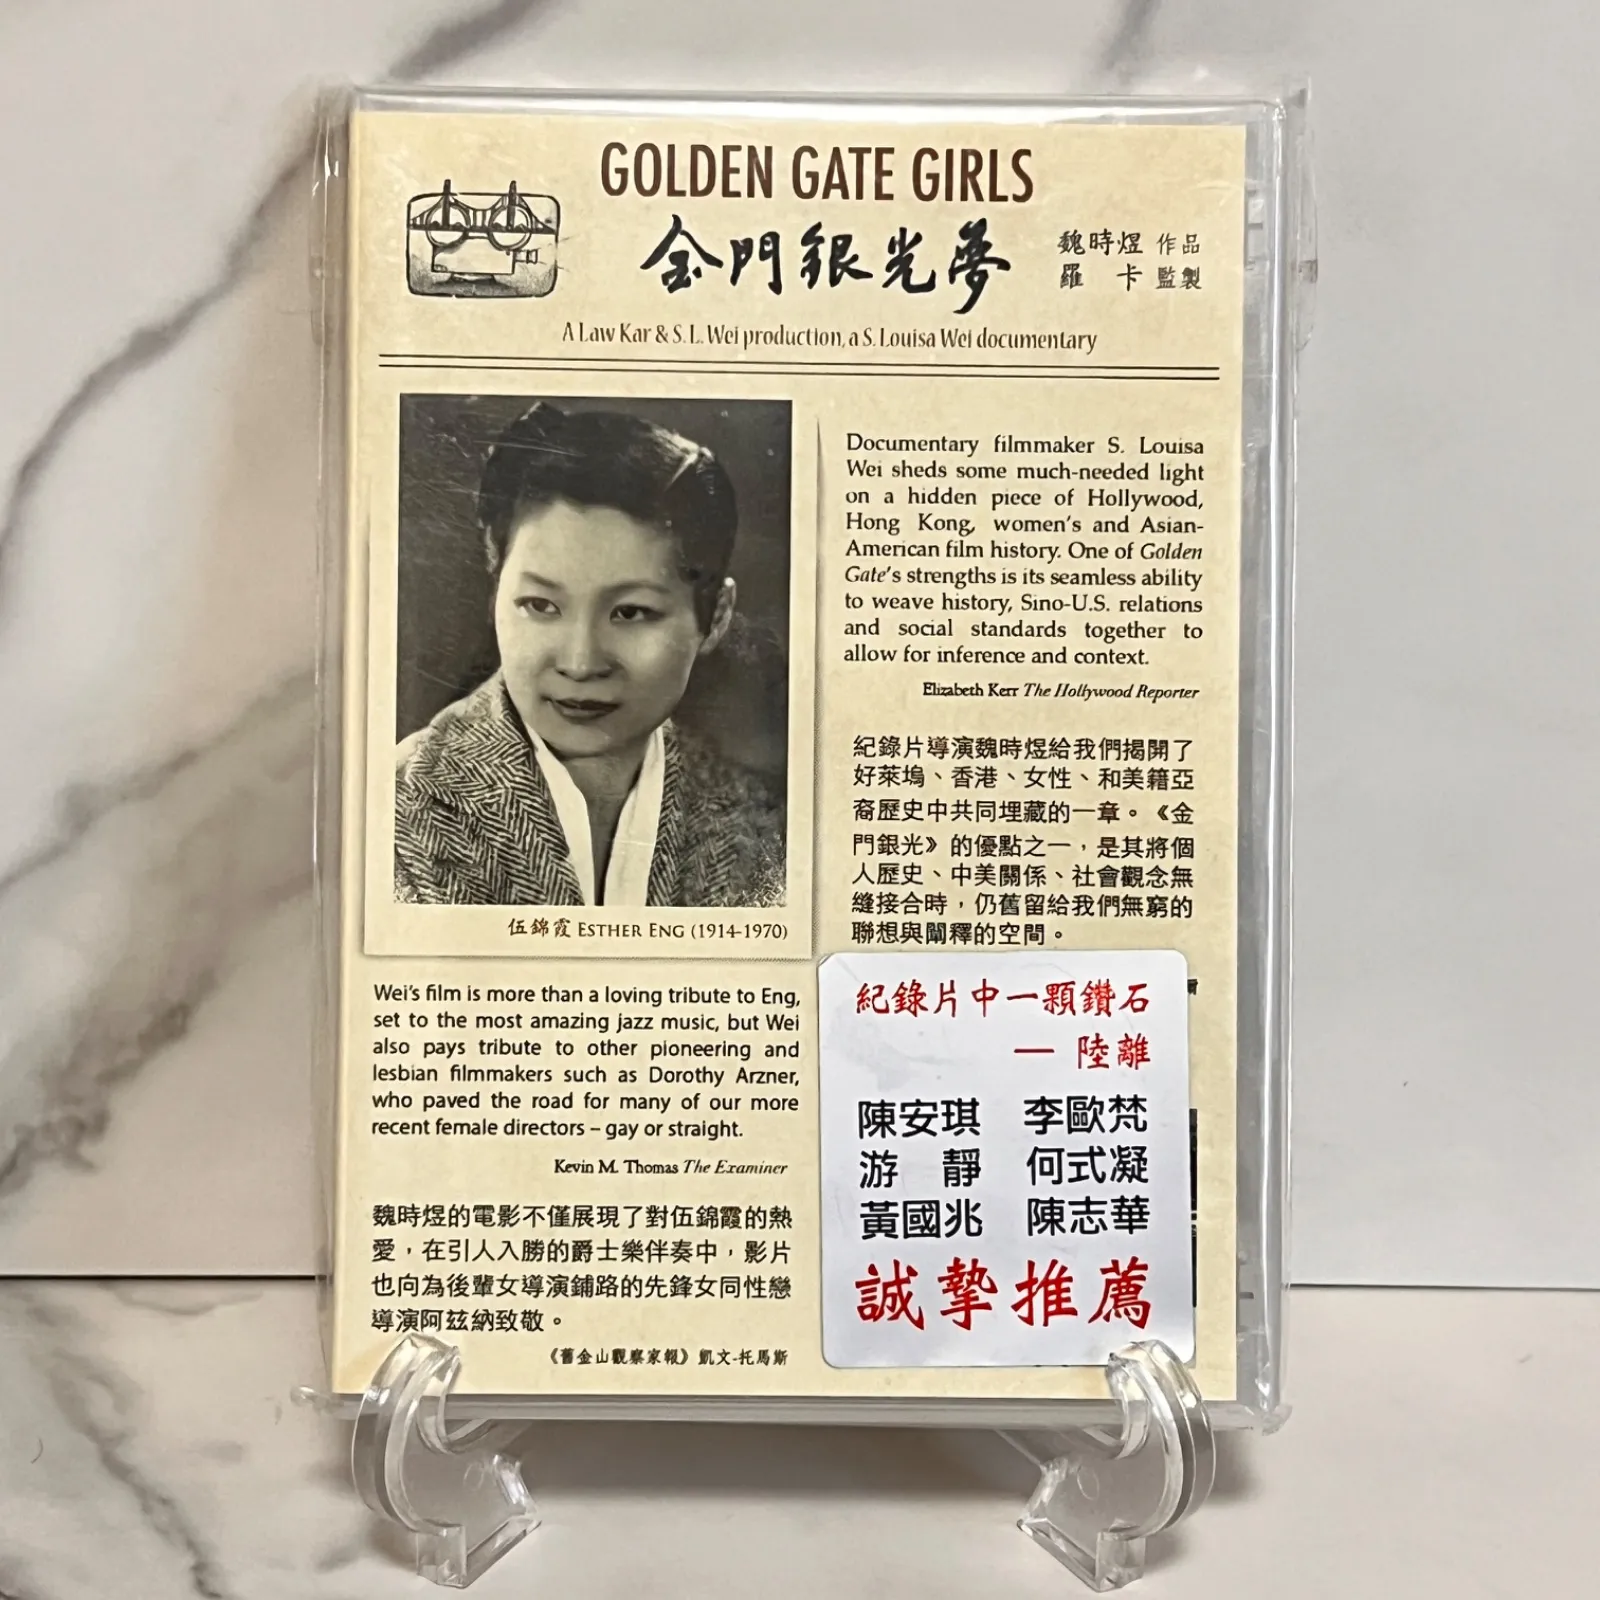 GOLDEN GATE GIRLS
金門銀光夢
魏時煜 作品
羅卡 監製
A Law Kar & S. L. Wei production, a S. Louisa Wei documentary
伍錦霞 ESTHER ENG (1914-1970)
Wei's film is more than a loving tribute to Eng,
set to the most amazing jazz music, but Wei
also pays tribute to other pioneering and
lesbian filmmakers such as Dorothy Arzner,
who paved the road for many of our more
recent female directors – gay or straight.
Kevin M. Thomas The Examiner
魏時煜的電影不僅展現了對伍錦霞的熱
愛，在引人入勝的爵士樂伴奏中，影片
也向為後輩女導演鋪路的先鋒女同性戀
導演阿茲納致敬。
《舊金山觀察家報》凱文-托馬斯
Documentary filmmaker S. Louisa
Wei sheds some much-needed light
on a hidden piece of Hollywood,
Hong Kong, women's and Asian-
American film history. One of Golden
Gate's strengths is its seamless ability
to weave history, Sino-U.S. relations
and social standards together to
allow for inference and context.
Elizabeth Kerr The Hollywood Reporter
紀錄片導演魏時煜給我們揭開了
好萊塢、香港、女性、和美籍亞
裔歷史中共同埋藏的一章。《金
門銀光》的優點之一，是其將個
人歷史、中美關係、社會觀念無
縫接合時，仍舊留給我們無窮的
聯想與闡釋的空間。
紀錄片中一顆鑽石
— 陸離
陳安琪 李歐梵
游靜 何式凝
黃國兆 陳志華
誠摯推薦